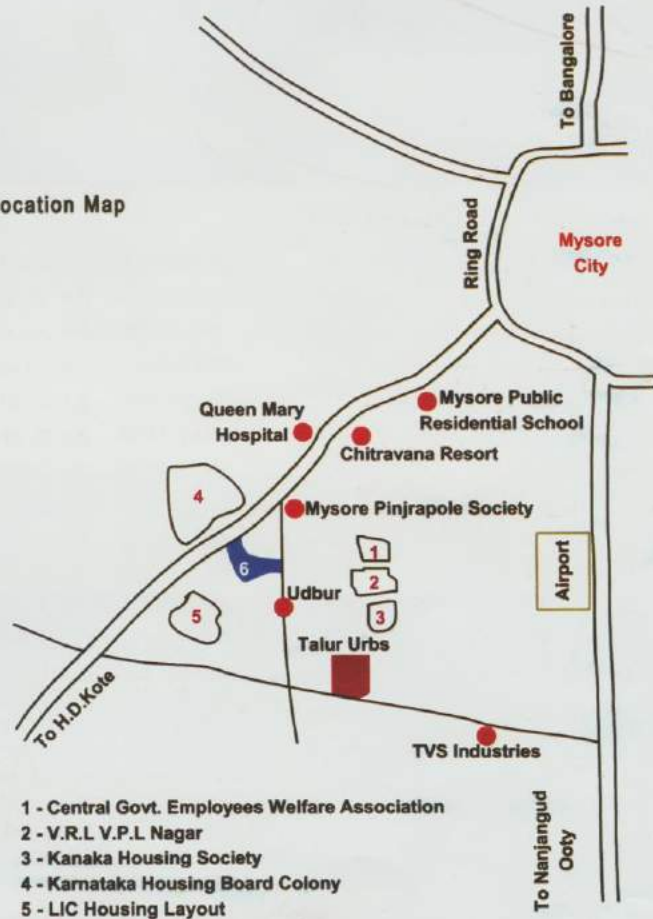 To Bangalore
ocation Map
Ring Road
Mysore
City
Queen Mary
Hospital
Mysore Public
Residential School
Chitravana Resort
4
Mysore Pinjrapole Society
1
6
2
Airport
5
Udbur
3
Talur Urbs
To H.D.Kote
TVS Industries
To Nanjangud
Ooty
1 - Central Govt. Employees Welfare Association
2 - V.R.L V.P.L Nagar
3 - Kanaka Housing Society
4 - Karnataka Housing Board Colony
5 - LIC Housing Layout